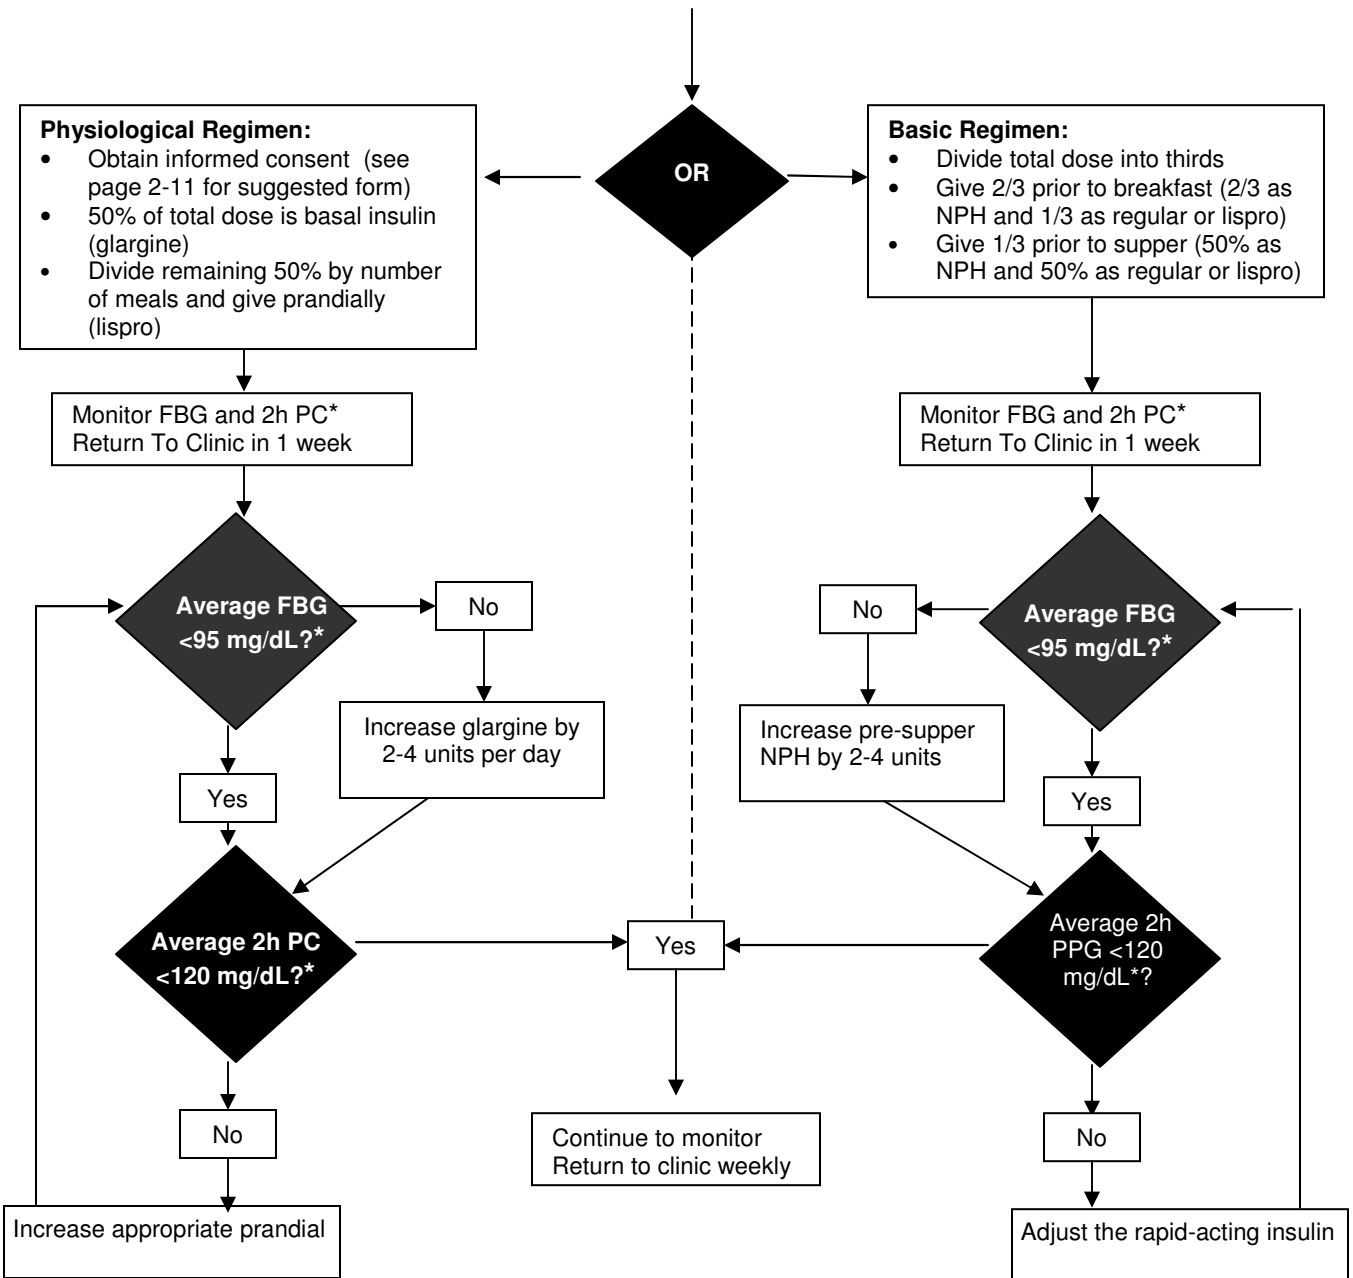 OR
Physiological Regimen:
• Obtain informed consent (see
page 2-11 for suggested form)
• 50% of total dose is basal insulin
(glargine)
• Divide remaining 50% by number
of meals and give prandially
(lispro)
Basic Regimen:
• Divide total dose into thirds
• Give 2/3 prior to breakfast (2/3 as
NPH and 1/3 as regular or lispro)
• Give 1/3 prior to supper (50% as
NPH and 50% as regular or lispro)
Monitor FBG and 2h PC*
Return To Clinic in 1 week
Monitor FBG and 2h PC*
Return To Clinic in 1 week
Average FBG
<95 mg/dL?*
No
Increase glargine by
2-4 units per day
Yes
No
Average FBG
<95 mg/dL?*
Increase pre-supper
NPH by 2-4 units
Yes
Average 2h PC
<120 mg/dL?*
Yes
Average 2h
PPG <120
mg/dL*?
No
Continue to monitor
Return to clinic weekly
No
Increase appropriate prandial
Adjust the rapid-acting insulin